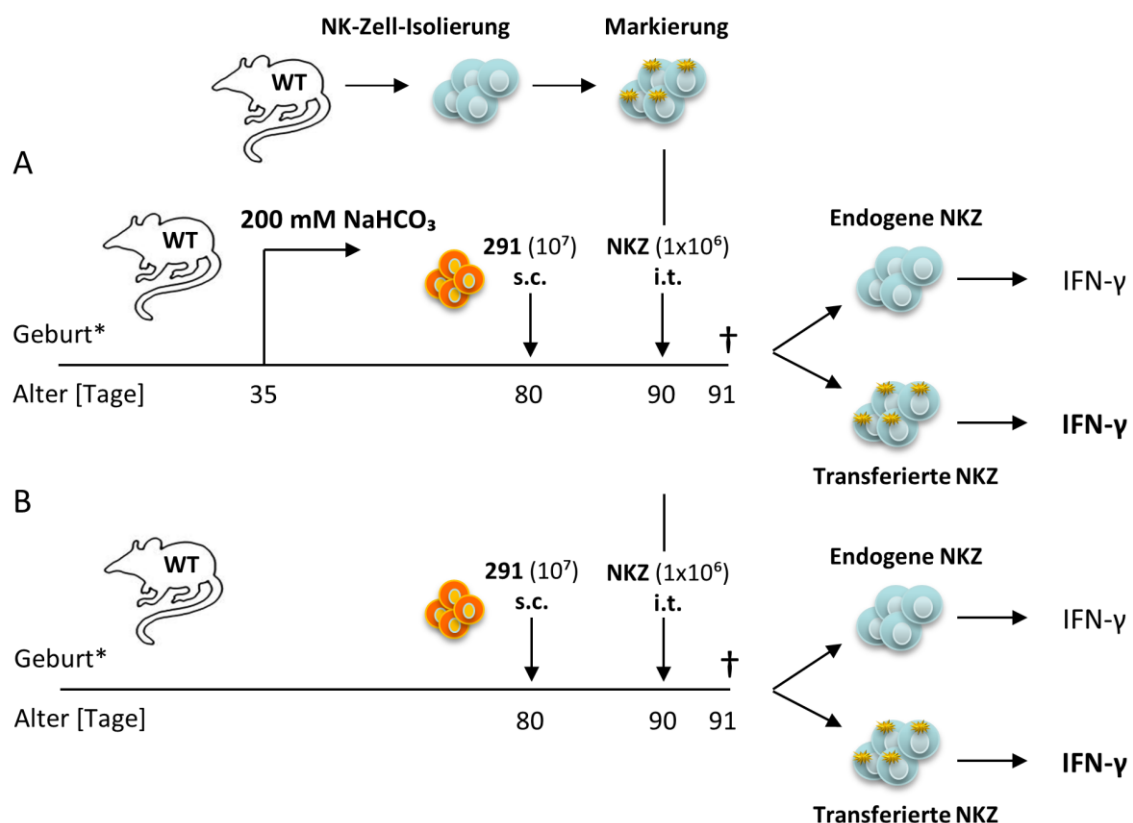 NK-Zell-Isolierung
Markierung
WT
A
WT
200 mM NaHCO₃
291 (10⁷)
s.c.
NKZ (1x10⁶)
i.t.
Endogene NKZ
IFN-γ
Geburt*
†
Alter [Tage]
35
80
90
91
IFN-γ
Transferierte NKZ
B
WT
291 (10⁷)
s.c.
NKZ (1x10⁶)
i.t.
Endogene NKZ
IFN-γ
Geburt*
†
Alter [Tage]
80
90
91
IFN-γ
Transferierte NKZ